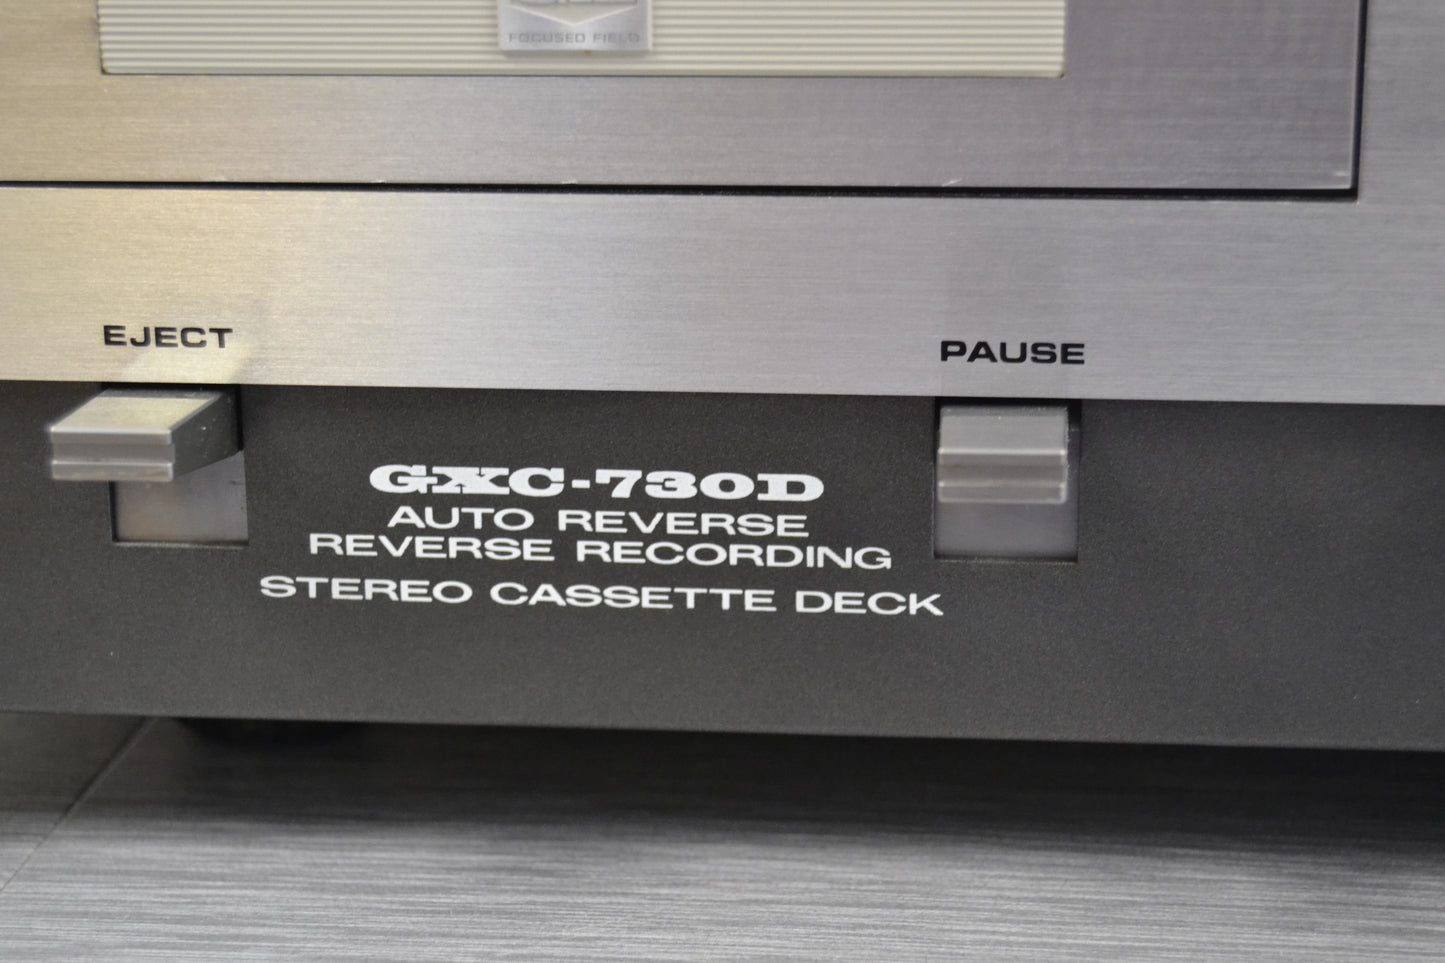 FOCUSED FIELD
EJECT
PAUSE
GXC-730D
AUTO REVERSE
REVERSE RECORDING
STEREO CASSETTE DECK